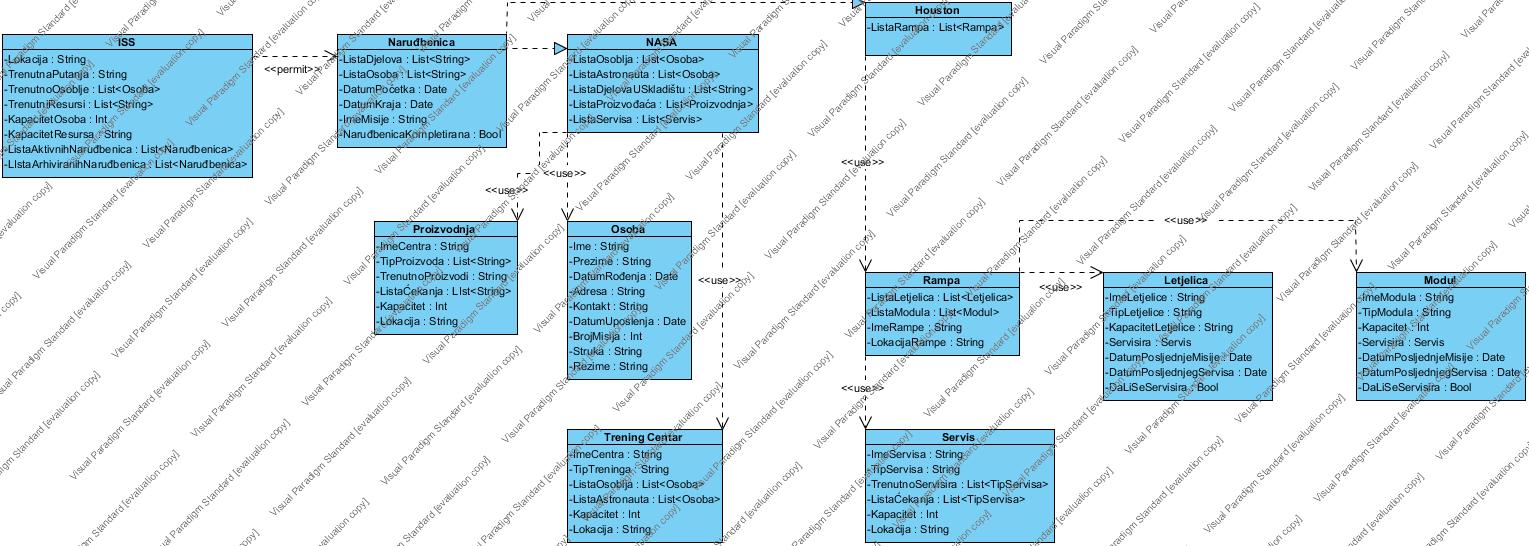 ISS
-Lokacija : String
-TrenutnaPutanja : String
-TrenutnoOsoblje : List<Osoba>
-TrenutniResursi : List<String>
-KapacitetOsoba : Int
-KapacitetResursa : String
-ListaAktivnihNarudbenica : List<Narudbenica>
-LIstaArhiviranihNarudbenica : List<Narudbenica>
<<permit>>
Narudbenica
-ListaDjelova : List<String>
-ListaOsoba : List<String>
-DatumPocetka : Date
-DatumKraja : Date
-ImeMisije : String
-NarudbenicaKompletirana : Bool
NASA
-ListaOsoblja : List<Osoba>
-ListaAstronauta : List<Osoba>
-ListaDjelovaUSkladištu : List<String>
-ListaProizvođača : List<Proizvodnja>
-ListaServisa : List<Servis>
Houston
-ListaRampa : List<Rampa>
<<use>>
<<use>>
<<use>>
<<use>>
<<use>>
<<use>>
<<use>>
Proizvodnja
-ImeCentra : String
-TipProizvoda : List<String>
-TrenutnoProizvodi : String
-ListaČekanja : LIst<String>
-Kapacitet : Int
-Lokacija : String
Osoba
-Ime : String
-Prezime : String
-DatumRođenja : Date
-Adresa : String
-Kontakt : String
-DatumUposlenja : Date
-BrojMisija : Int
-Struka : String
-Rezime : String
Rampa
-ListaLetjelica : List<Letjelica>
-ListaModula : List<Modul>
-ImeRampe : String
-LokacijaRampe : String
Letjelica
-ImeLetjelice : String
-TipLetjelice : String
-KapacitetLetjelice : String
-Servisira : Servis
-DatumPosljednjeMisije : Date
-DatumPosljednjegServisa : Date
-DaLiSeServisira : Bool
Modul
-ImeModula : String
-TipModula : String
-Kapacitet : Int
-Servisira : Servis
-DatumPosljednjeMisije : Date
-DatumPosljednjegServisa : Date
-DaLiSeServisira : Bool
Trening Centar
-ImeCentra : String
-TipTreninga : String
-ListaOsoblja : List<Osoba>
-ListaAstronauta : List<Osoba>
-Kapacitet : Int
-Lokacija : String
Servis
-ImeServisa : String
-TipServisa : String
-TrenutnoServisira : List<TipServisa>
-ListaČekanja : List<TipServisa>
-Kapacitet : Int
-Lokacija : String
Visual Paradigm Standard [evaluation copy]